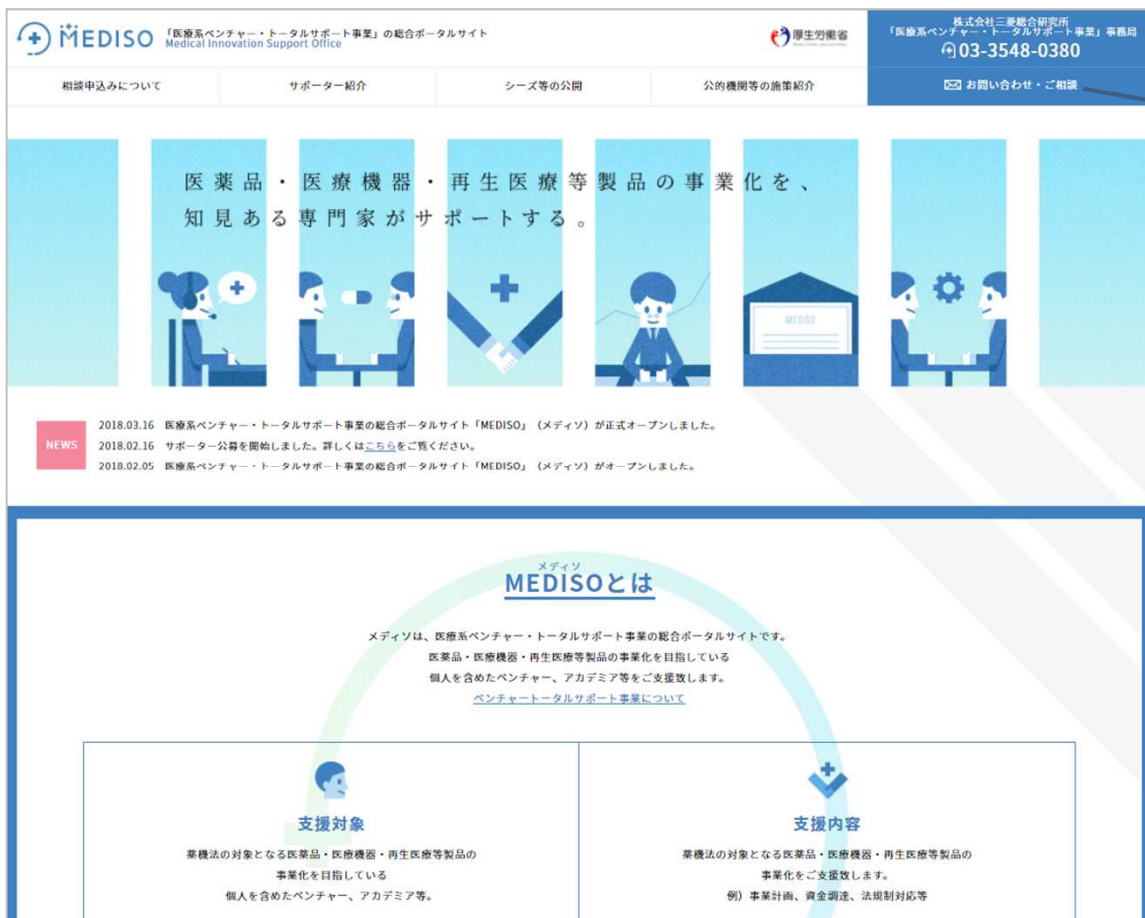 MEDISO
「医療系ベンチャー・トータルサポート事業」の総合ポータルサイト
Medical Innovation Support Office
厚生労働省
株式会社三菱総合研究所
「医療系ベンチャー・トータルサポート事業」事務局
03-3548-0380
相談申込みについて
サポーター紹介
シーズ等の公開
公的機関等の施策紹介
お問い合わせ・ご相談
医薬品・医療機器・再生医療等製品の事業化を、
知見ある専門家がサポートする。
MEDISO
NEWS
2018.03.16 医療系ベンチャー・トータルサポート事業の総合ポータルサイト「MEDISO」（メディソ）が正式オープンしました。
2018.02.16 サポーター公募を開始しました。詳しくはこちらをご覧ください。
2018.02.05 医療系ベンチャー・トータルサポート事業の総合ポータルサイト「MEDISO」（メディソ）がオープンしました。
メディソ
MEDISOとは
メディソは、医療系ベンチャー・トータルサポート事業の総合ポータルサイトです。
医薬品・医療機器・再生医療等製品の事業化を目指している
個人を含めたベンチャー、アカデミア等をご支援致します。
ベンチャートータルサポート事業について
支援対象
薬機法の対象となる医薬品・医療機器・再生医療等製品の
事業化を目指している
個人を含めたベンチャー、アカデミア等。
支援内容
薬機法の対象となる医薬品・医療機器・再生医療等製品の
事業化をご支援致します。
例）事業計画、資金調達、法規制対応等